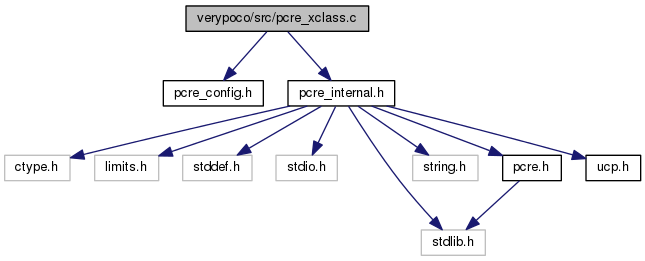 verypoco/src/pcre_xclass.c
pcre_config.h
pcre_internal.h
ctype.h
limits.h
stddef.h
stdio.h
string.h
pcre.h
ucp.h
stdlib.h